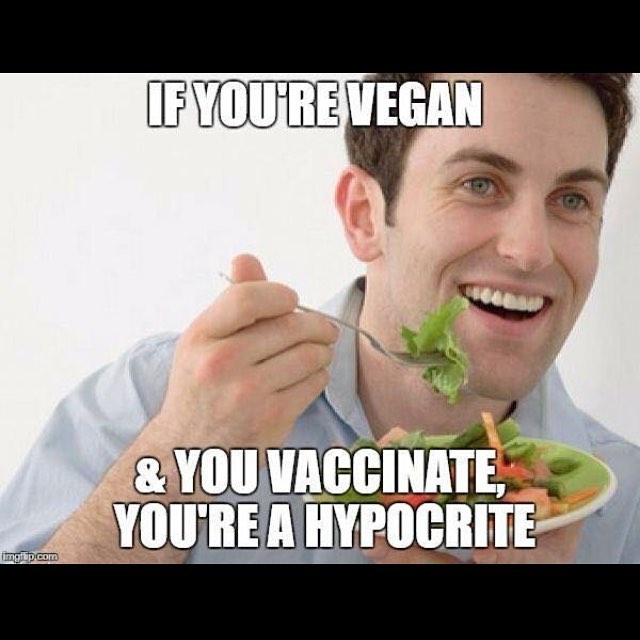 IF YOU'RE VEGAN
& YOU VACCINATE,
YOU'RE A HYPOCRITE
imgflip.com